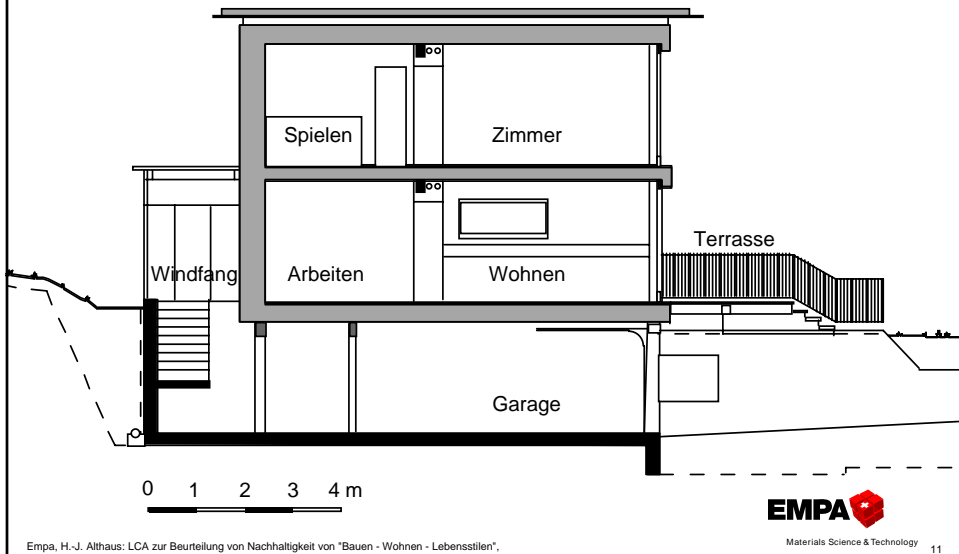 Spielen
Zimmer
Terrasse
Windfang
Arbeiten
Wohnen
Garage
0 1 2 3 4 m
EMPA
Materials Science & Technology
Empa, H.-J. Althaus: LCA zur Beurteilung von Nachhaltigkeit von "Bauen - Wohnen - Lebensstilen",
11